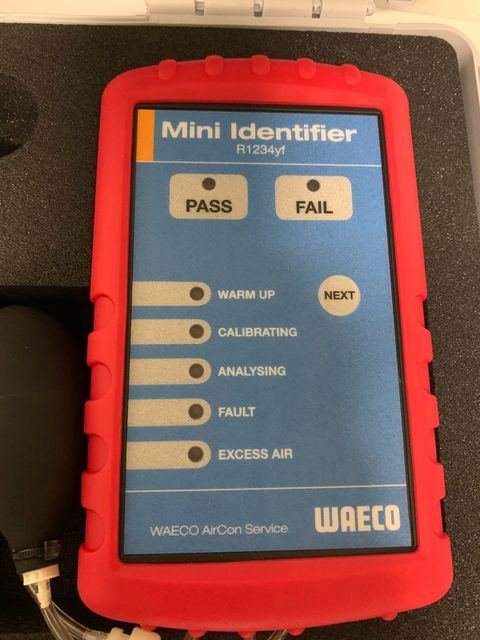 Mini Identifier
R1234yf
PASS
FAIL
WARM UP
NEXT
CALIBRATING
ANALYSING
FAULT
EXCESS AIR
WAECO AirCon Service
WAECO